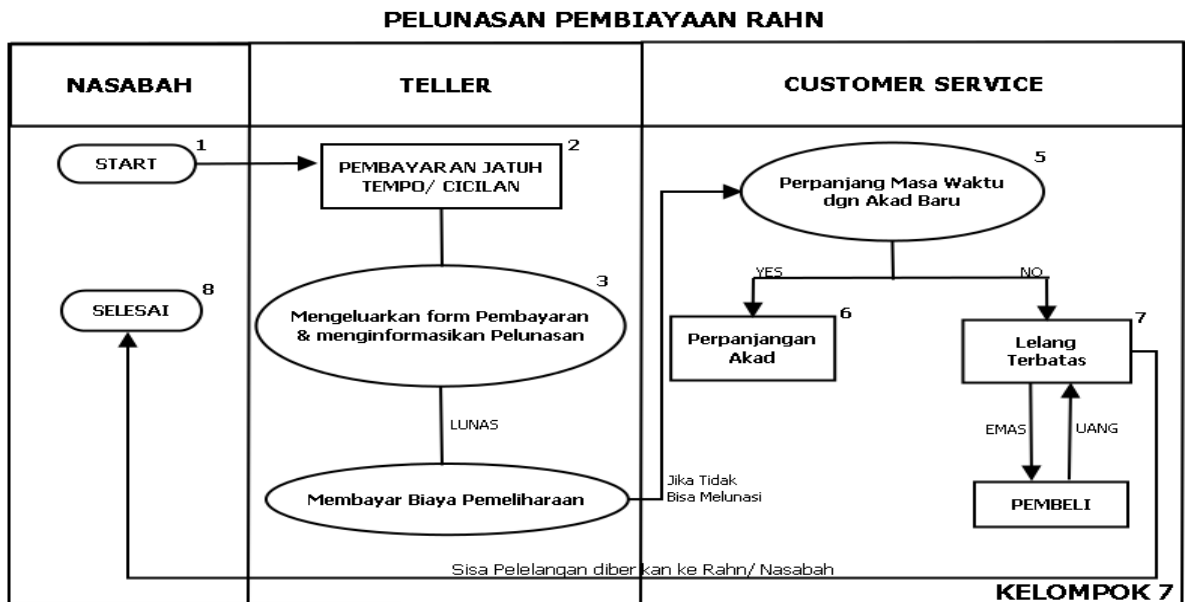 PELUNASAN PEMBIAYAAN RAHN
NASABAH
TELLER
CUSTOMER SERVICE
START
1
PEMBAYARAN JATUH
TEMPO/ CICILAN
2
Perpanjang Masa Waktu
dgn Akad Baru
5
SELESAI
8
Mengeluarkan form Pembayaran
& menginformasikan Pelunasan
3
YES
NO
Perpanjangan
Akad
6
Lelang
Terbatas
7
LUNAS
EMAS
UANG
Membayar Biaya Pemeliharaan
Jika Tidak
Bisa Melunasi
PEMBELI
Sisa Pelelangan diberikan ke Rahn/ Nasabah
KELOMPOK 7